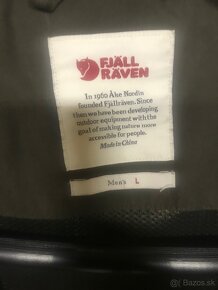 FJÄLL
RÄVEN
In 1960 Åke Nordin
founded Fjällräven. Since
then we have been developing
outdoor equipment with the
goal of making nature more
accessible for people.
Made in China
Men's L
© Bazos.sk